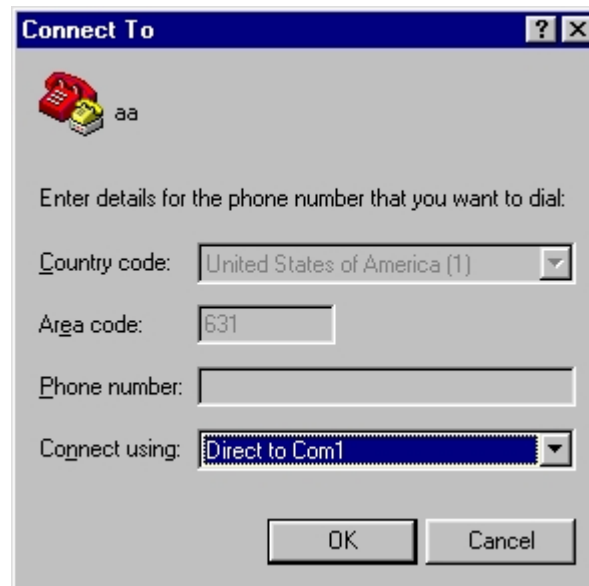 Connect To
aa
Enter details for the phone number that you want to dial:
Country code: United States of America (1)
Area code: 631
Phone number:
Connect using: Direct to Com1
OK Cancel